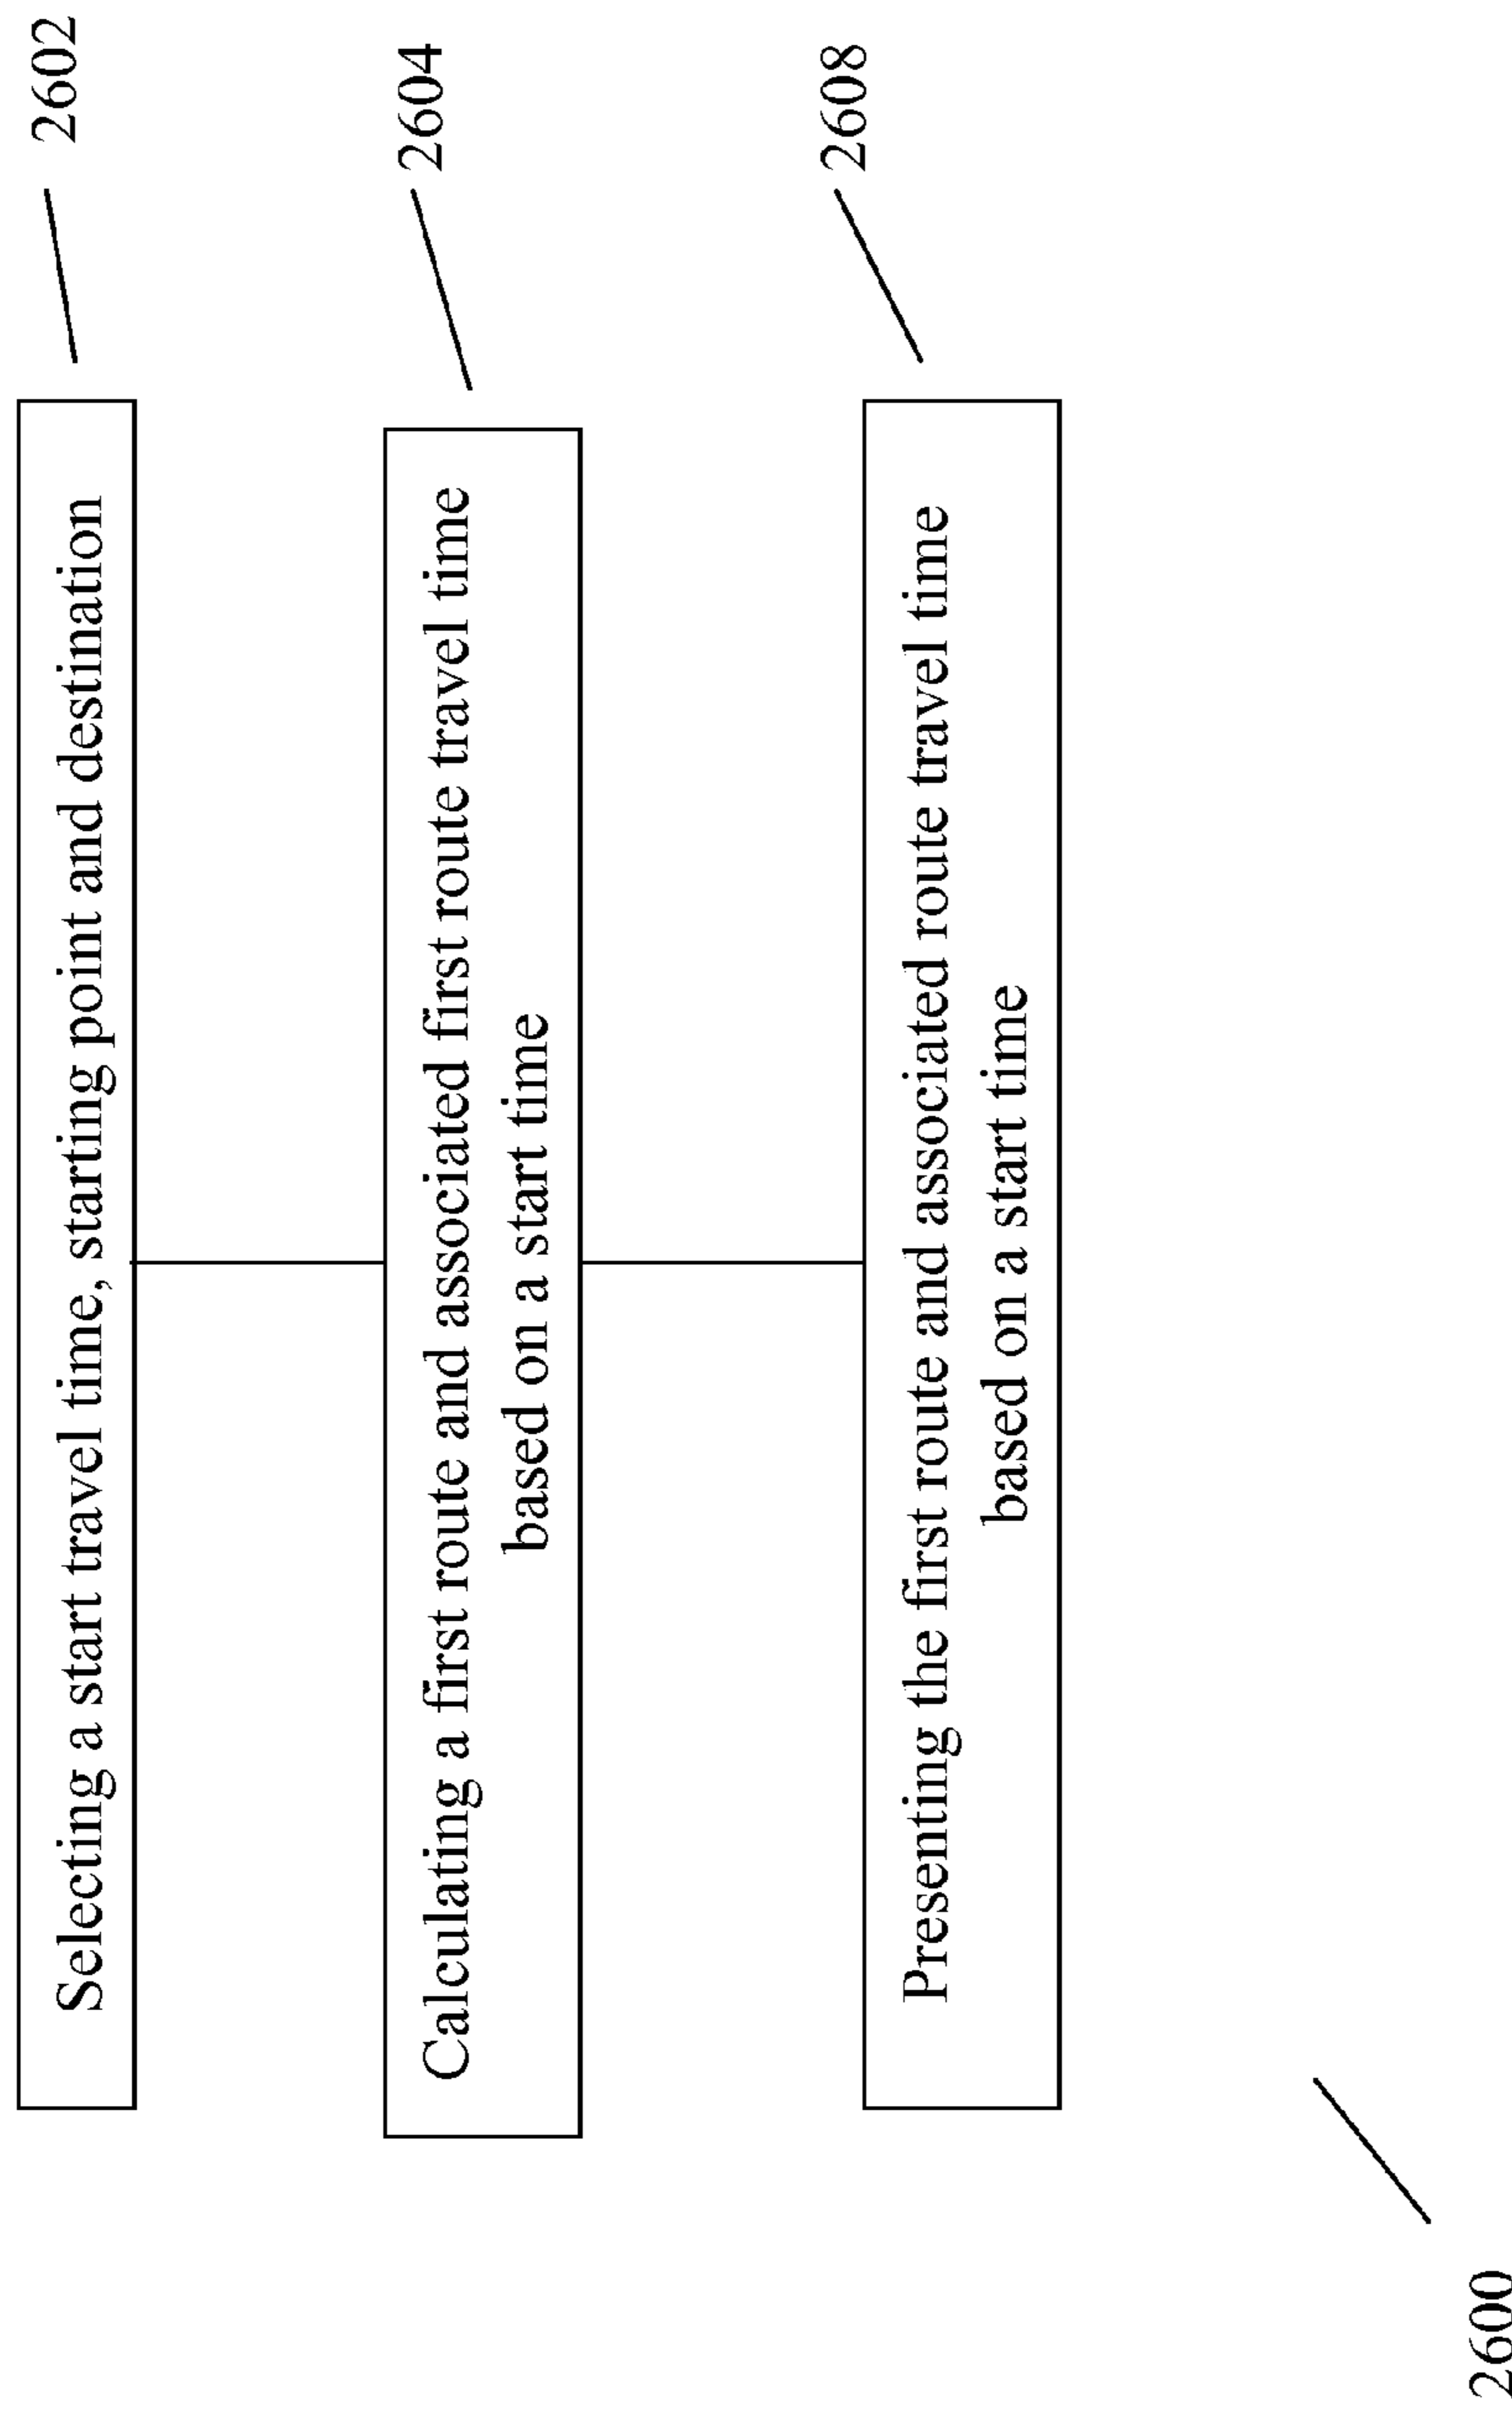 Selecting a start travel time, starting point and destination
2602
Calculating a first route and associated first route travel time
based on a start time
2604
Presenting the first route and associated route travel time
based on a start time
2608
2600